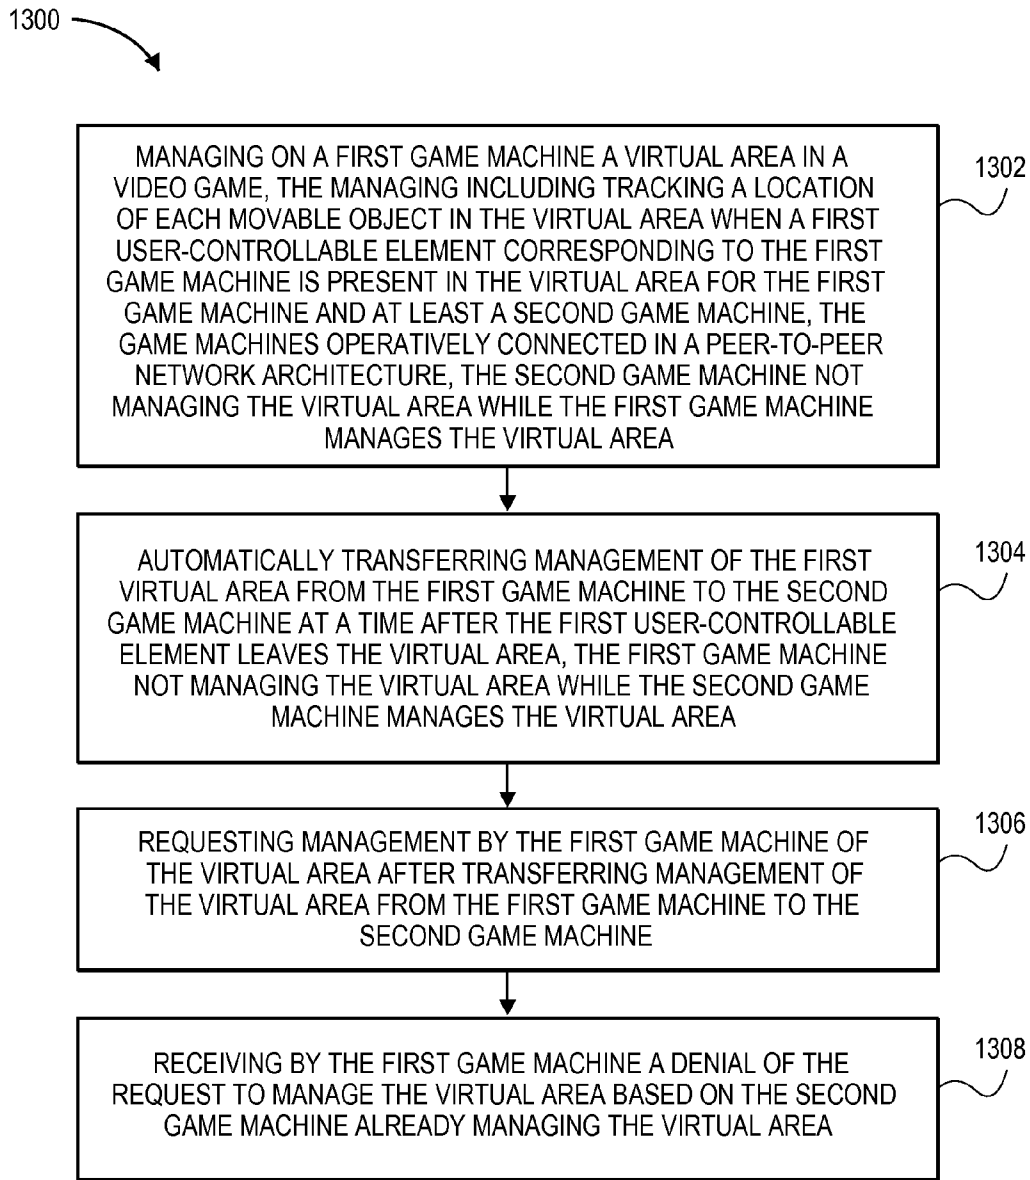 1300
MANAGING ON A FIRST GAME MACHINE A VIRTUAL AREA IN A
VIDEO GAME, THE MANAGING INCLUDING TRACKING A LOCATION
OF EACH MOVABLE OBJECT IN THE VIRTUAL AREA WHEN A FIRST
USER-CONTROLLABLE ELEMENT CORRESPONDING TO THE FIRST
GAME MACHINE IS PRESENT IN THE VIRTUAL AREA FOR THE FIRST
GAME MACHINE AND AT LEAST A SECOND GAME MACHINE, THE
GAME MACHINES OPERATIVELY CONNECTED IN A PEER-TO-PEER
NETWORK ARCHITECTURE, THE SECOND GAME MACHINE NOT
MANAGING THE VIRTUAL AREA WHILE THE FIRST GAME MACHINE
MANAGES THE VIRTUAL AREA
1302
AUTOMATICALLY TRANSFERRING MANAGEMENT OF THE FIRST
VIRTUAL AREA FROM THE FIRST GAME MACHINE TO THE SECOND
GAME MACHINE AT A TIME AFTER THE FIRST USER-CONTROLLABLE
ELEMENT LEAVES THE VIRTUAL AREA, THE FIRST GAME MACHINE
NOT MANAGING THE VIRTUAL AREA WHILE THE SECOND GAME
MACHINE MANAGES THE VIRTUAL AREA
1304
REQUESTING MANAGEMENT BY THE FIRST GAME MACHINE OF
THE VIRTUAL AREA AFTER TRANSFERRING MANAGEMENT OF
THE VIRTUAL AREA FROM THE FIRST GAME MACHINE TO THE
SECOND GAME MACHINE
1306
RECEIVING BY THE FIRST GAME MACHINE A DENIAL OF THE
REQUEST TO MANAGE THE VIRTUAL AREA BASED ON THE SECOND
GAME MACHINE ALREADY MANAGING THE VIRTUAL AREA
1308